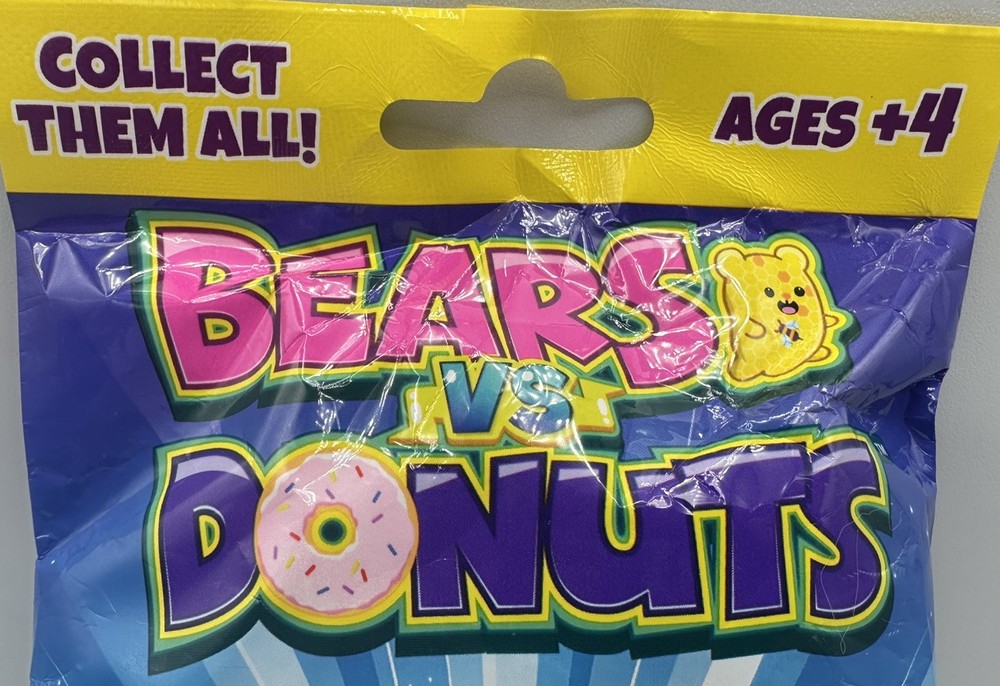 COLLECT
THEM ALL!
AGES +4
BEARS
VS
DONUTS